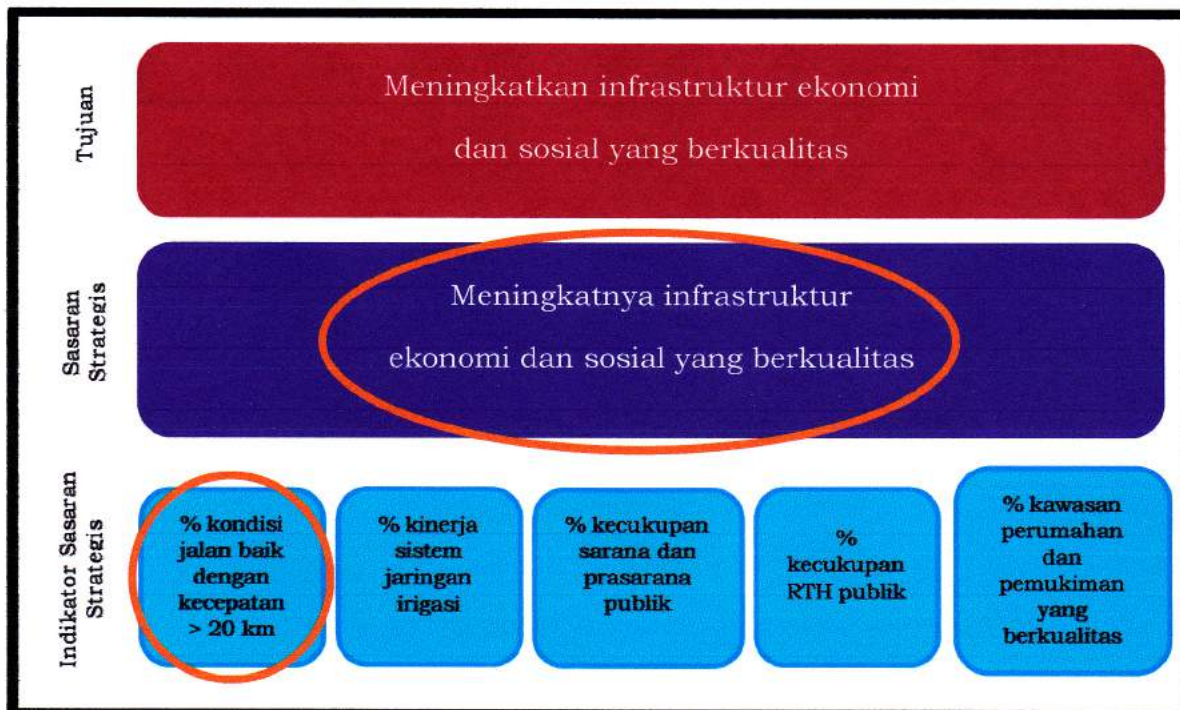 Tujuan
Meningkatkan infrastruktur ekonomi
dan sosial yang berkualitas
Sasaran
Strategis
Meningkatnya infrastruktur
ekonomi dan sosial yang berkualitas
Indikator Sasaran
Strategis
% kondisi
jalan baik
dengan
kecepatan
> 20 km
% kinerja
sistem
jaringan
irigasi
% kecukupan
sarana dan
prasarana
publik
%
kecukupan
RTH publik
% kawasan
perumahan
dan
pemukiman
yang
berkualitas